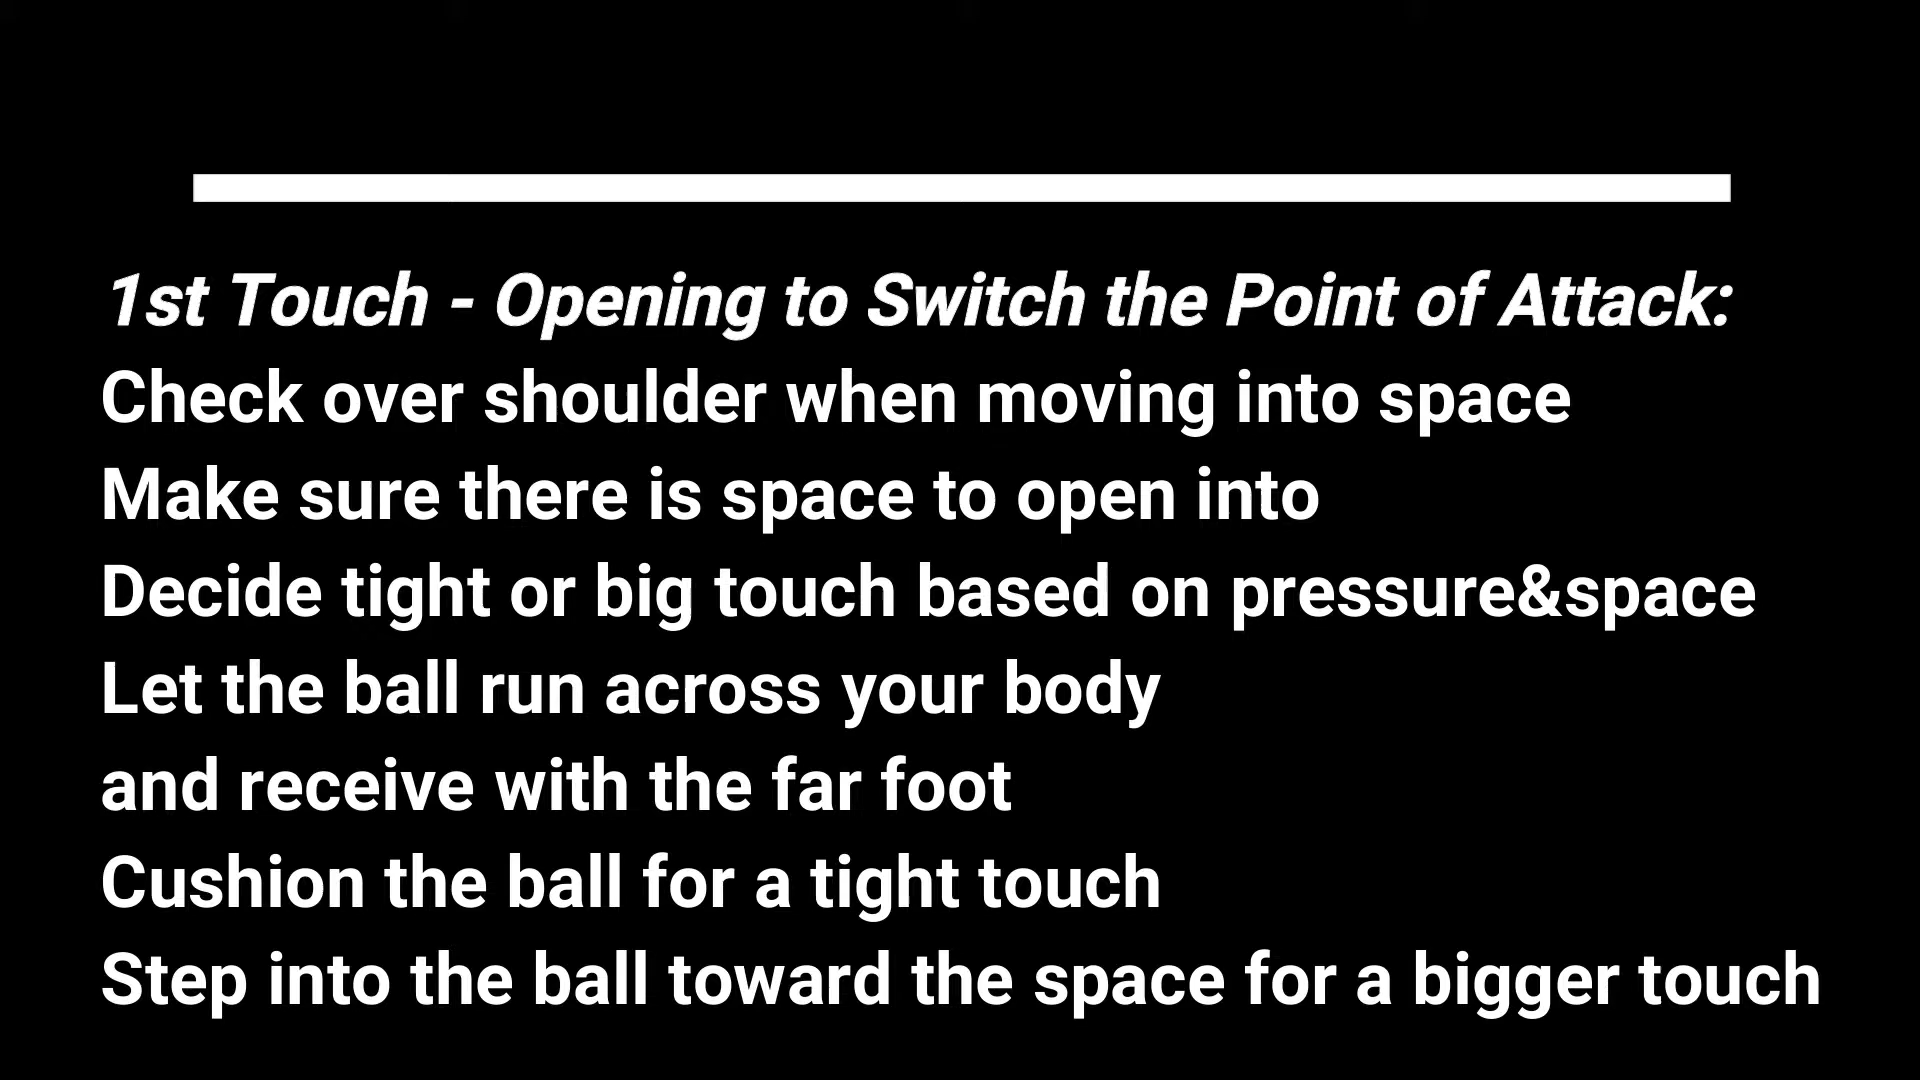 1st Touch - Opening to Switch the Point of Attack:
Check over shoulder when moving into space
Make sure there is space to open into
Decide tight or big touch based on pressure&space
Let the ball run across your body
and receive with the far foot
Cushion the ball for a tight touch
Step into the ball toward the space for a bigger touch